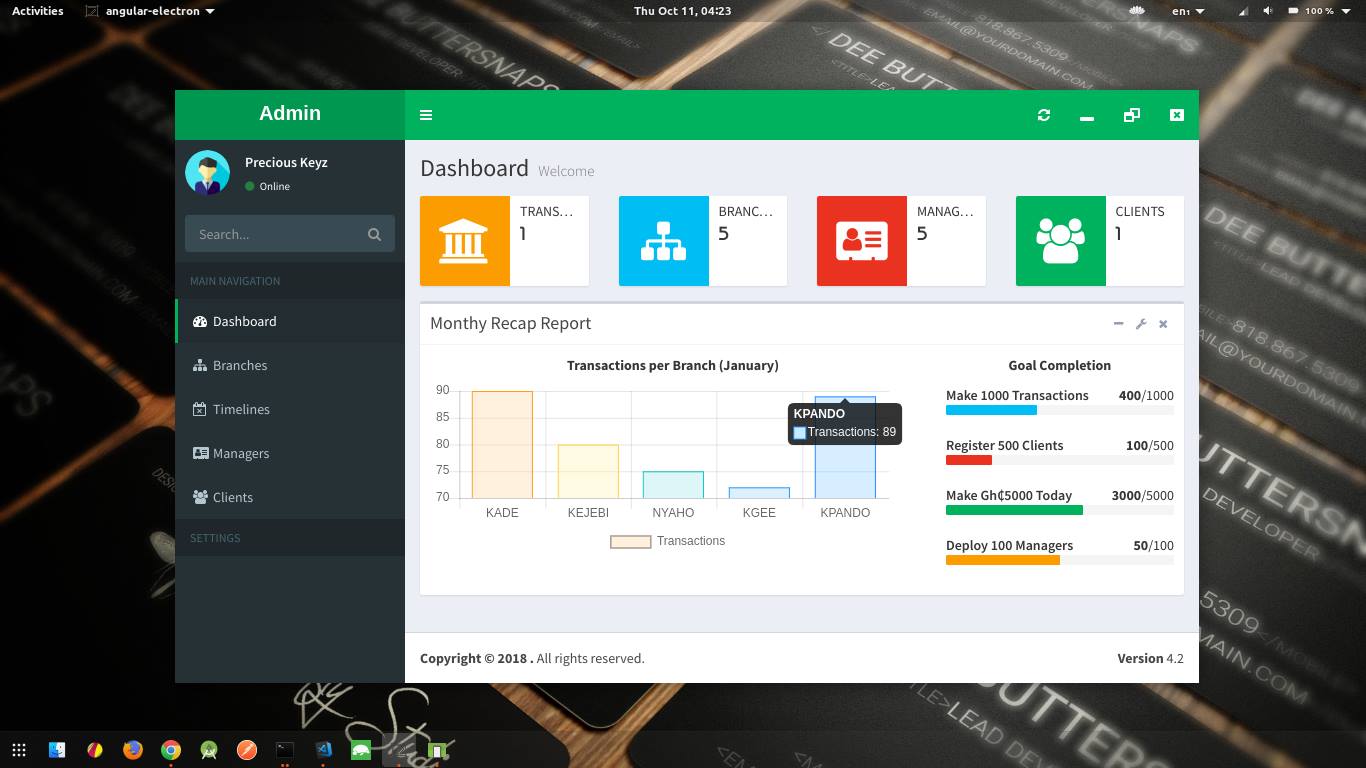 Activities
angular-electron
Thu Oct 11, 04:23
en₁
100 %
Admin
Precious Keyz
Online
Search...
MAIN NAVIGATION
Dashboard
Branches
Timelines
Managers
Clients
SETTINGS
Dashboard Welcome
TRANS...
1
BRANC...
5
MANAG...
5
CLIENTS
1
Monthy Recap Report
Transactions per Branch (January)
90
85
80
75
70
KADE
KEJEBI
NYAHO
KGEE
KPANDO
KPANDO
Transactions: 89
Transactions
Goal Completion
Make 1000 Transactions 400/1000
Register 500 Clients 100/500
Make Gh₵5000 Today 3000/5000
Deploy 100 Managers 50/100
Copyright © 2018 . All rights reserved.
Version 4.2
DEE BUTT
818.867.5309
EMAIL@YOURDOMAIN.COM
BUTTERSNAPS
DEVELOPER
LEAD DEVE